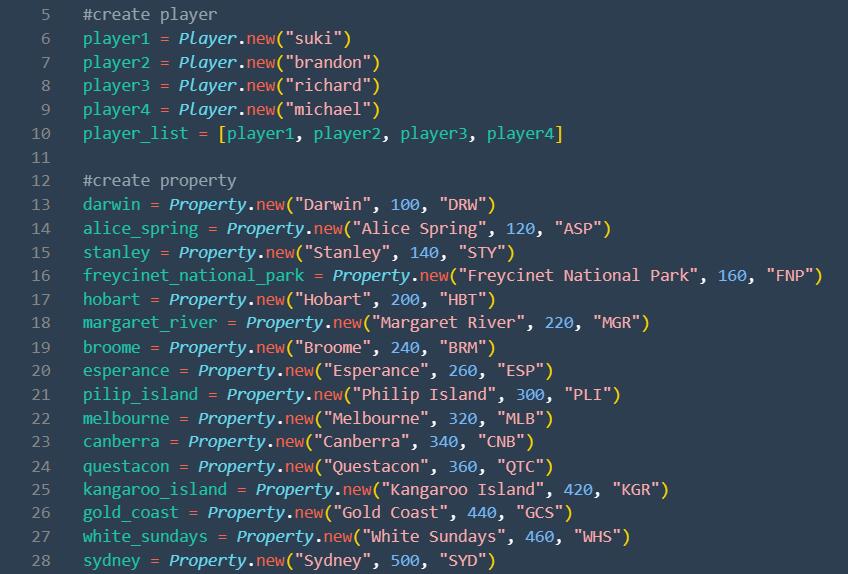 5 #create player
6 player1 = Player.new("suki")
7 player2 = Player.new("brandon")
8 player3 = Player.new("richard")
9 player4 = Player.new("michael")
10 player_list = [player1, player2, player3, player4]
11
12 #create property
13 darwin = Property.new("Darwin", 100, "DRW")
14 alice_spring = Property.new("Alice Spring", 120, "ASP")
15 stanley = Property.new("Stanley", 140, "STY")
16 freycinet_national_park = Property.new("Freycinet National Park", 160, "FNP")
17 hobart = Property.new("Hobart", 200, "HBT")
18 margaret_river = Property.new("Margaret River", 220, "MGR")
19 broome = Property.new("Broome", 240, "BRM")
20 esperance = Property.new("Esperance", 260, "ESP")
21 pilip_island = Property.new("Philip Island", 300, "PLI")
22 melbourne = Property.new("Melbourne", 320, "MLB")
23 canberra = Property.new("Canberra", 340, "CNB")
24 questacon = Property.new("Questacon", 360, "QTC")
25 kangaroo_island = Property.new("Kangaroo Island", 420, "KGR")
26 gold_coast = Property.new("Gold Coast", 440, "GCS")
27 white_sundays = Property.new("White Sundays", 460, "WHS")
28 sydney = Property.new("Sydney", 500, "SYD")